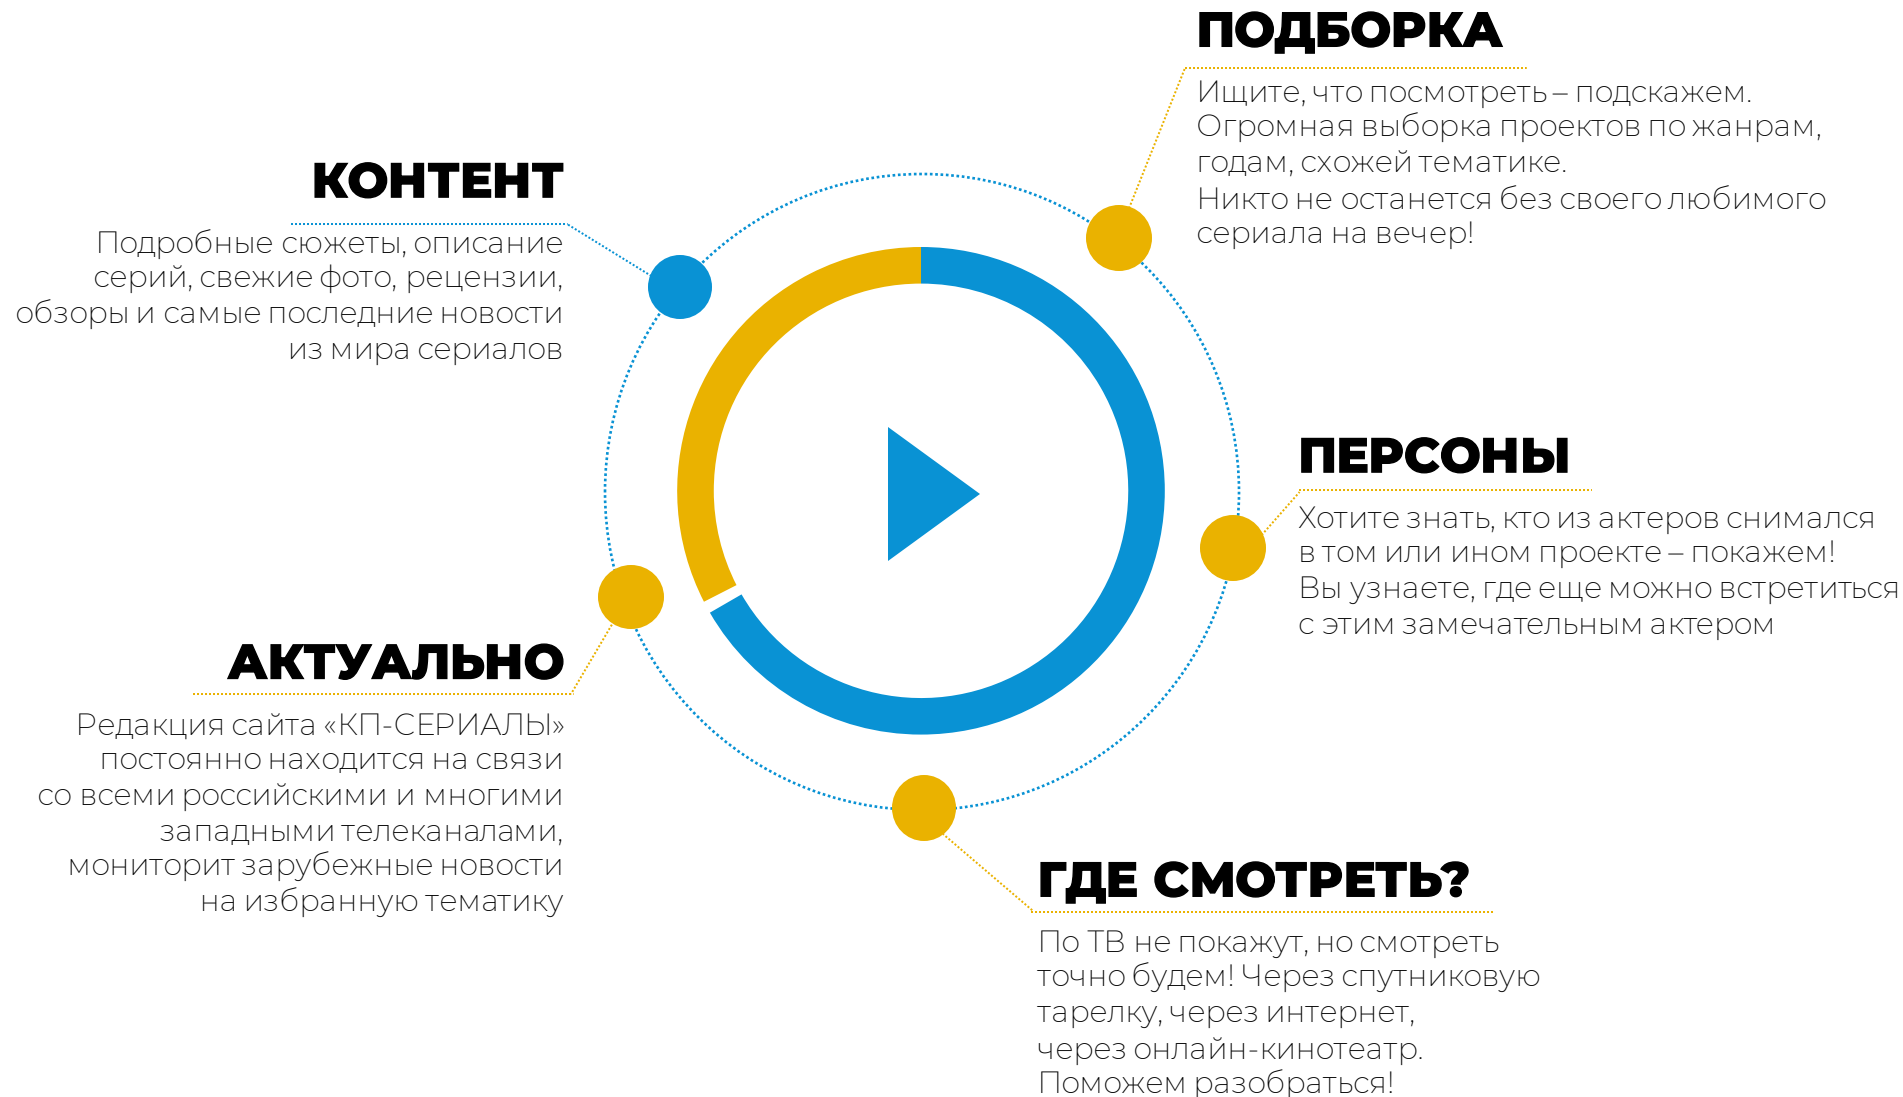 ПОДБОРКА
Ищите, что посмотреть – подскажем.
Огромная выборка проектов по жанрам,
годам, схожей тематике.
Никто не останется без своего любимого
сериала на вечер!
КОНТЕНТ
Подробные сюжеты, описание
серий, свежие фото, рецензии,
обзоры и самые последние новости
из мира сериалов
ПЕРСОНЫ
Хотите знать, кто из актеров снимался
в том или ином проекте – покажем!
Вы узнаете, где еще можно встретиться
с этим замечательным актером
АКТУАЛЬНО
Редакция сайта «КП-СЕРИАЛЫ»
постоянно находится на связи
со всеми российскими и многими
западными телеканалами,
мониторит зарубежные новости
на избранную тематику
ГДЕ СМОТРЕТЬ?
По ТВ не покажут, но смотреть
точно будем! Через спутниковую
тарелку, через интернет,
через онлайн-кинотеатр.
Поможем разобраться!